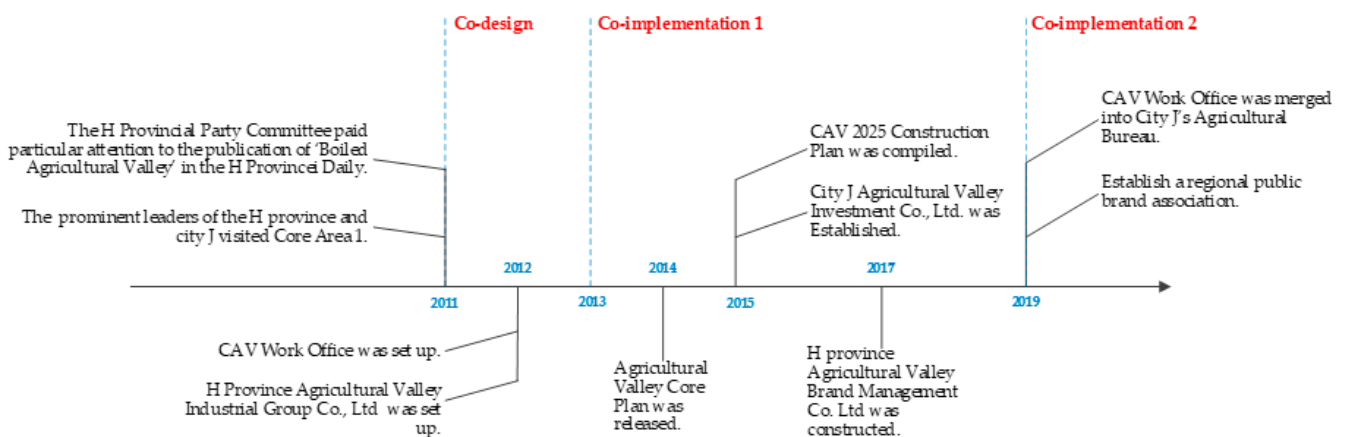 Co-design
Co-implementation 1
Co-implementation 2
The H Provincial Party Committee paid
particular attention to the publication of ‘Boiled
Agricultural Valley’ in the H Provincei Daily.
The prominent leaders of the H province and
city J visited Core Area 1.
CAV 2025 Construction
Plan was compiled.
City J Agricultural Valley
Investment Co., Ltd. was
Established.
CAV Work Office was merged
into City J’s Agricultural
Bureau.
Establish a regional public
brand association.
2012
2014
2017
2011
2013
2015
2019
CAV Work Office was set up.
H Province Agricultural Valley
Industrial Group Co., Ltd was set
up.
Agricultural
Valley Core
Plan was
released.
H province
Agricultural Valley
Brand Management
Co. Ltd was
constructed.